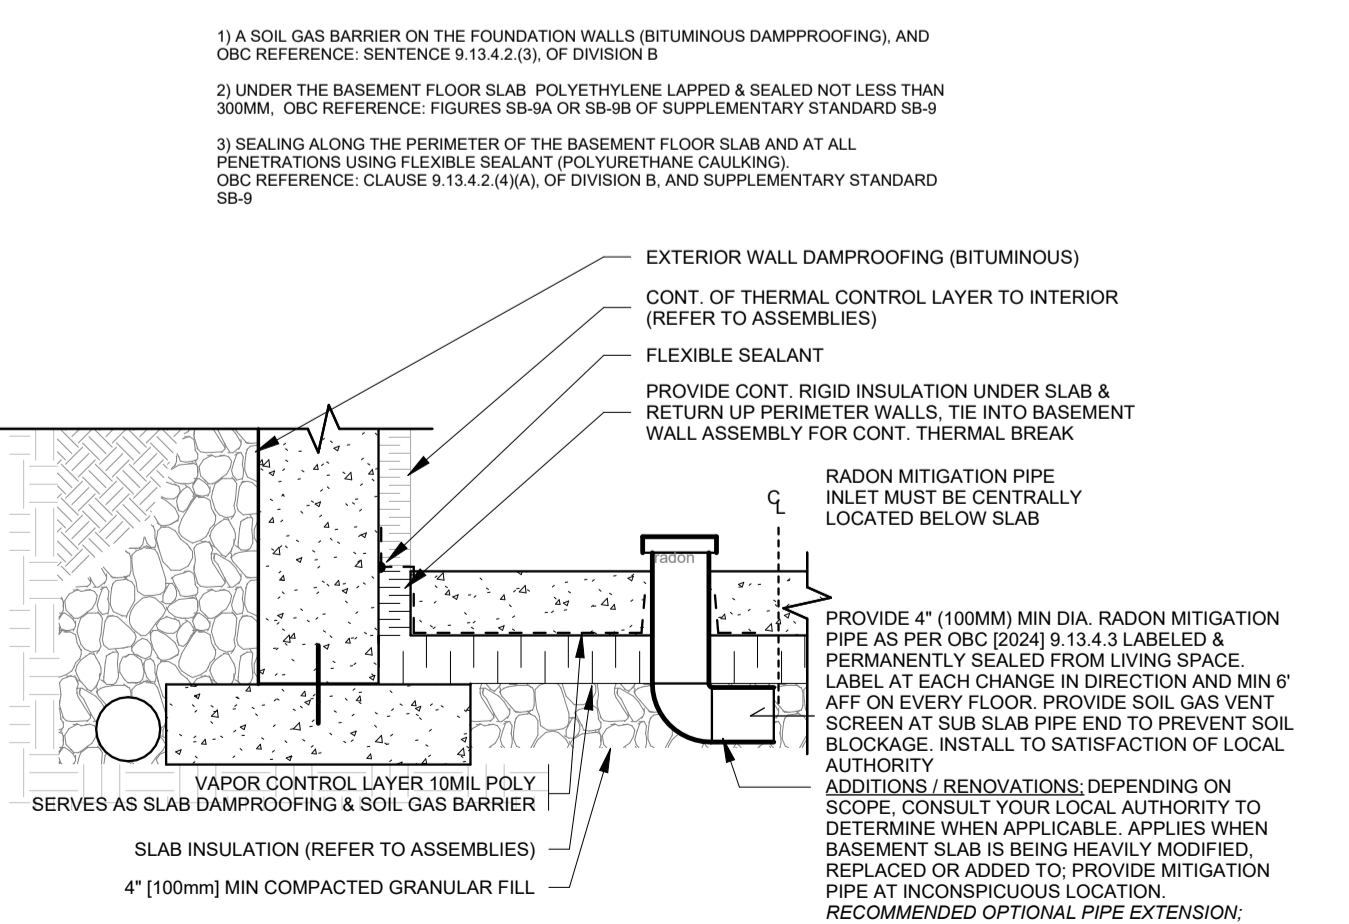 1) A SOIL GAS BARRIER ON THE FOUNDATION WALLS (BITUMINOUS DAMPPROOFING), AND
OBC REFERENCE: SENTENCE 9.13.4.2.(3), OF DIVISION B
2) UNDER THE BASEMENT FLOOR SLAB POLYETHYLENE LAPPED & SEALED NOT LESS THAN
300MM, OBC REFERENCE: FIGURES SB-9A OR SB-9B OF SUPPLEMENTARY STANDARD SB-9
3) SEALING ALONG THE PERIMETER OF THE BASEMENT FLOOR SLAB AND AT ALL
PENETRATIONS USING FLEXIBLE SEALANT (POLYURETHANE CAULKING).
OBC REFERENCE: CLAUSE 9.13.4.2.(4)(A), OF DIVISION B, AND SUPPLEMENTARY STANDARD
SB-9
EXTERIOR WALL DAMPROOFING (BITUMINOUS)
CONT. OF THERMAL CONTROL LAYER TO INTERIOR
(REFER TO ASSEMBLIES)
FLEXIBLE SEALANT
PROVIDE CONT. RIGID INSULATION UNDER SLAB &
RETURN UP PERIMETER WALLS, TIE INTO BASEMENT
WALL ASSEMBLY FOR CONT. THERMAL BREAK
RADON MITIGATION PIPE
INLET MUST BE CENTRALLY
LOCATED BELOW SLAB
CL
radon
PROVIDE 4" (100MM) MIN DIA. RADON MITIGATION
PIPE AS PER OBC [2024] 9.13.4.3 LABELED &
PERMANENTLY SEALED FROM LIVING SPACE.
LABEL AT EACH CHANGE IN DIRECTION AND MIN 6'
AFF ON EVERY FLOOR. PROVIDE SOIL GAS VENT
SCREEN AT SUB SLAB PIPE END TO PREVENT SOIL
BLOCKAGE. INSTALL TO SATISFACTION OF LOCAL
AUTHORITY
ADDITIONS / RENOVATIONS; DEPENDING ON
SCOPE, CONSULT YOUR LOCAL AUTHORITY TO
DETERMINE WHEN APPLICABLE. APPLIES WHEN
BASEMENT SLAB IS BEING HEAVILY MODIFIED,
REPLACED OR ADDED TO; PROVIDE MITIGATION
PIPE AT INCONSPICUOUS LOCATION.
RECOMMENDED OPTIONAL PIPE EXTENSION;
VAPOR CONTROL LAYER 10MIL POLY
SERVES AS SLAB DAMPROOFING & SOIL GAS BARRIER
SLAB INSULATION (REFER TO ASSEMBLIES)
4" [100mm] MIN COMPACTED GRANULAR FILL